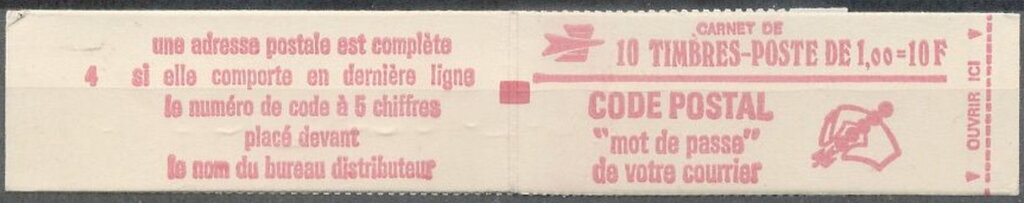 une adresse postale est complète
4 si elle comporte en dernière ligne
le numéro de code à 5 chiffres
placé devant
le nom du bureau distributeur
CARNET DE
10 TIMBRES-POSTE DE 1,00=10F
CODE POSTAL
"mot de passe"
de votre courrier
OUVRIR ICI